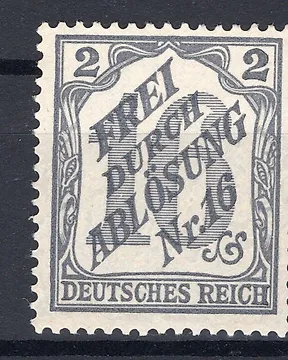 2 2
16
FREI
DURCH
ABLÖSUNG
Nr.16
DEUTSCHES REICH